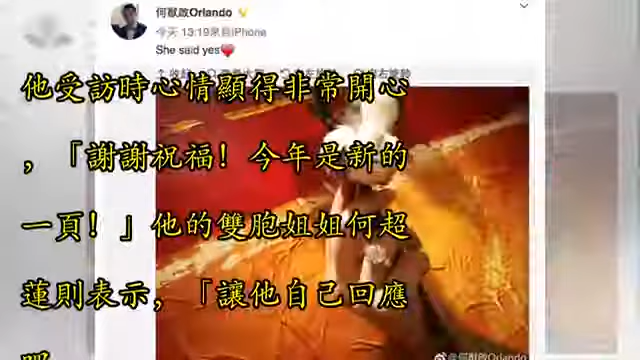 何猷啟Orlando
今天 13:19來自iPhone
She said yes❤
他受訪時心情顯得非常開心
，「謝謝祝福！今年是新的
一頁！」他的雙胞姐姐何超
蓮則表示，「讓他自己回應
吧
@何猷啟Orlando